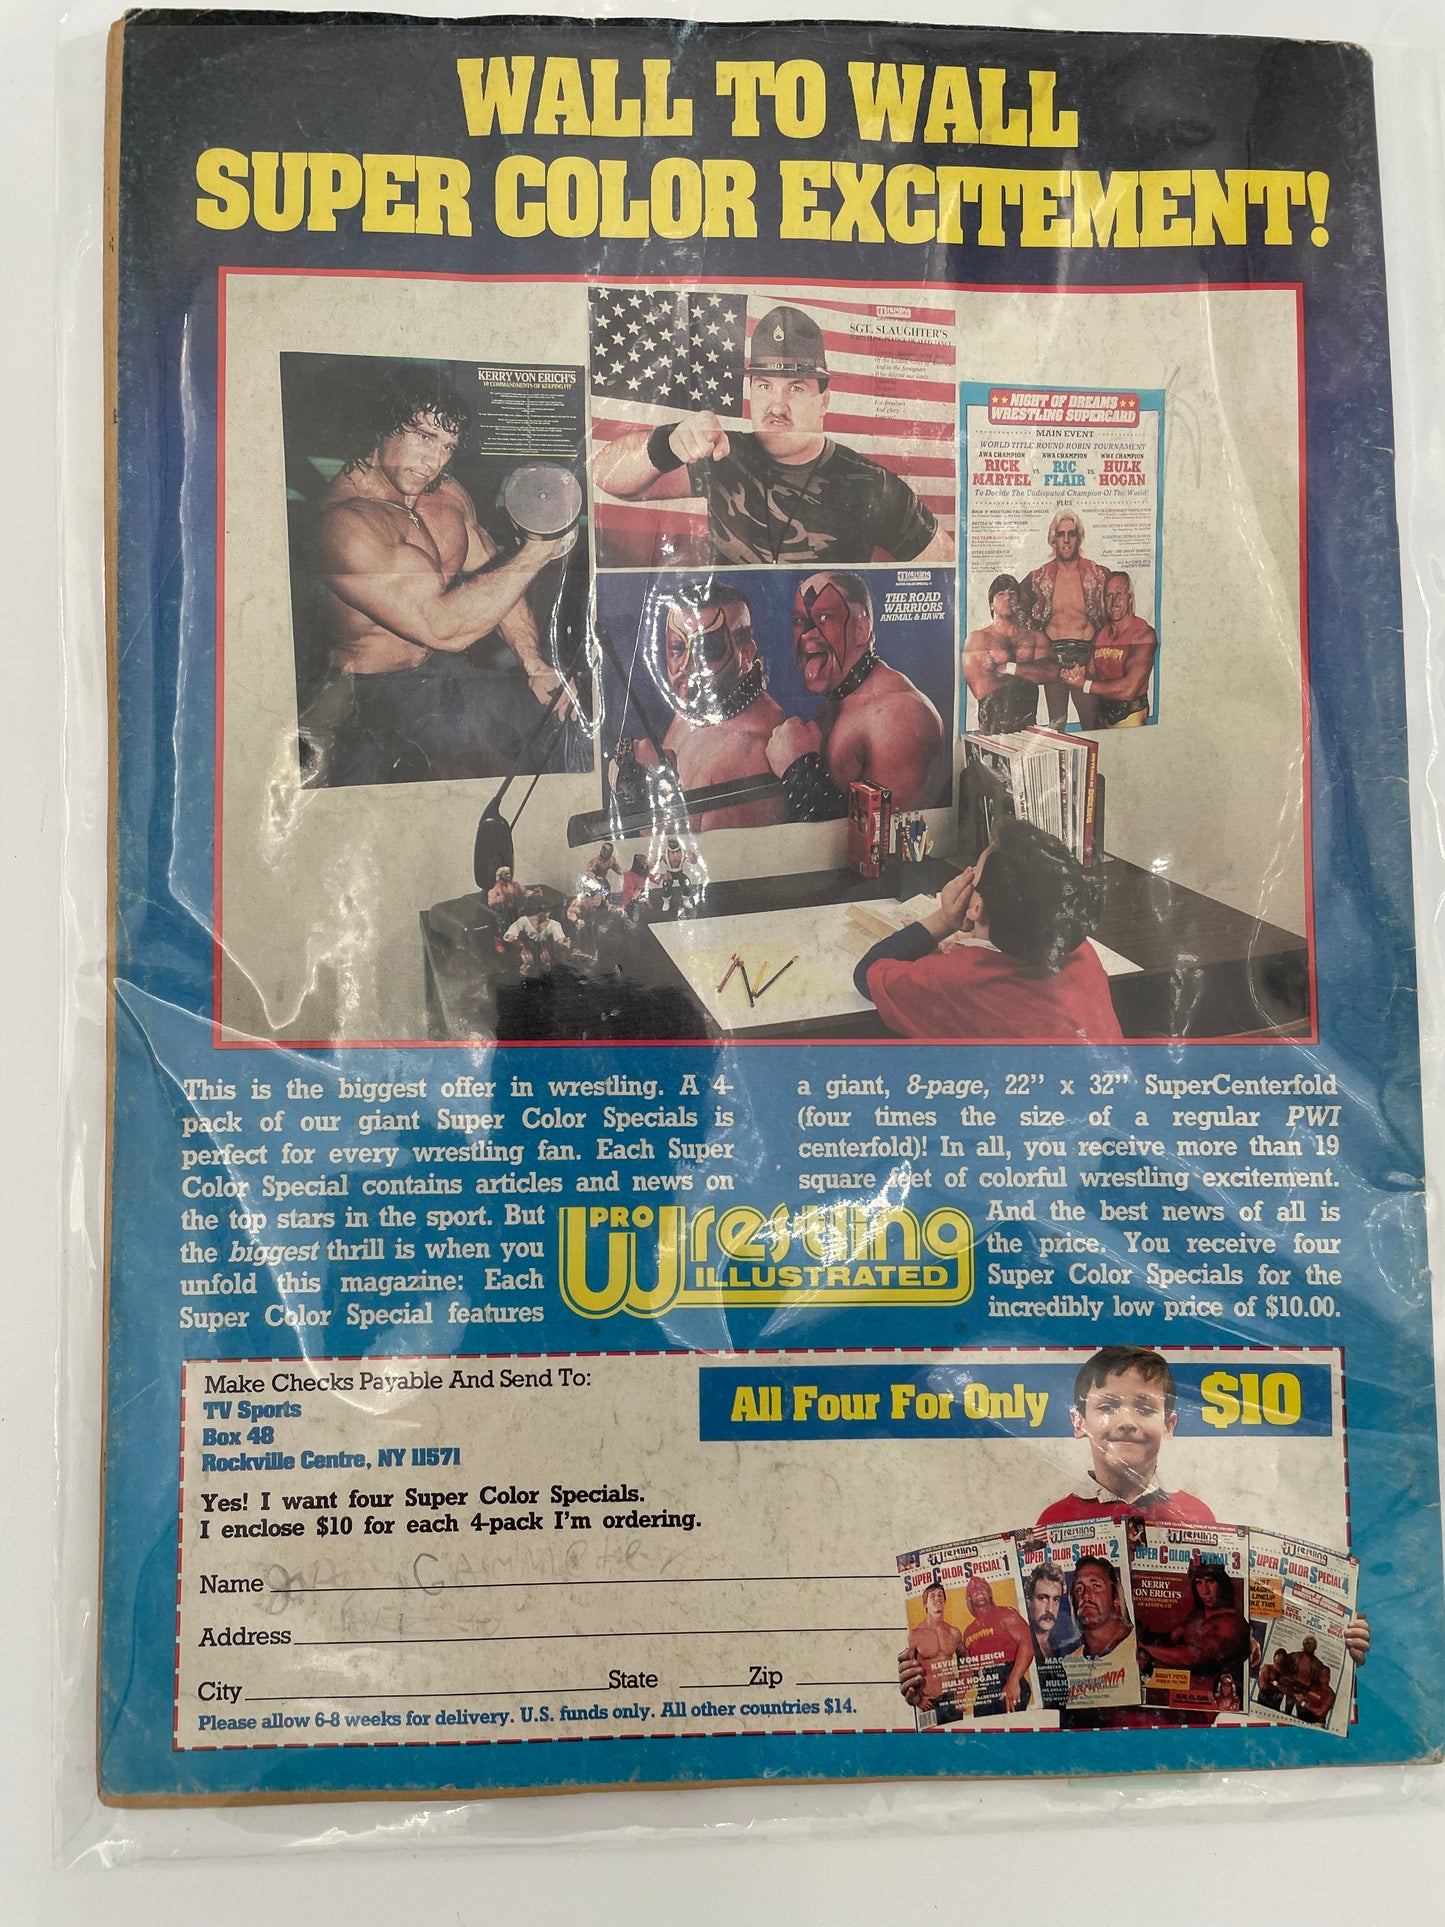 WALL TO WALL
SUPER COLOR EXCITEMENT!
KERRY VON ERICH'S
10 COMMANDMENTS OF KEEPING FIT
SGT. SLAUGHTER'S
For freedom
And glory
THE ROAD
WARRIORS
ANIMAL & HAWK
NIGHT OF DREAMS
WRESTLING SUPERCARD
MAIN EVENT
WORLD TITLE ROUND-ROBIN TOURNAMENT
AWA CHAMPION
RICK
MARTEL
VS.
NWA CHAMPION
RIC
FLAIR
VS.
WWF CHAMPION
HULK
HOGAN
To Decide The Undisputed Champion Of The World!
PLUS
This is the biggest offer in wrestling. A 4-
pack of our giant Super Color Specials is
perfect for every wrestling fan. Each Super
Color Special contains articles and news on
the top stars in the sport. But
the biggest thrill is when you
unfold this magazine: Each
Super Color Special features
a giant, 8-page, 22" x 32" SuperCenterfold
(four times the size of a regular PWI
centerfold)! In all, you receive more than 19
square feet of colorful wrestling excitement.
And the best news of all is
the price. You receive four
Super Color Specials for the
incredibly low price of $10.00.
PRO
Wrestling
ILLUSTRATED
Make Checks Payable And Send To:
TV Sports
Box 48
Rockville Centre, NY 11571
Yes! I want four Super Color Specials.
I enclose $10 for each 4-pack I'm ordering.
Name
Address
City State Zip
Please allow 6-8 weeks for delivery. U.S. funds only. All other countries $14.
All Four For Only $10
Wrestling
SUPER COLOR SPECIAL 1
KEVIN VON ERICH
HULK HOGAN
Wrestling
SUPER COLOR SPECIAL 2
Wrestling
SUPER COLOR SPECIAL 3
KERRY
VON ERICH'S
Wrestling
SUPER COLOR SPECIAL 4